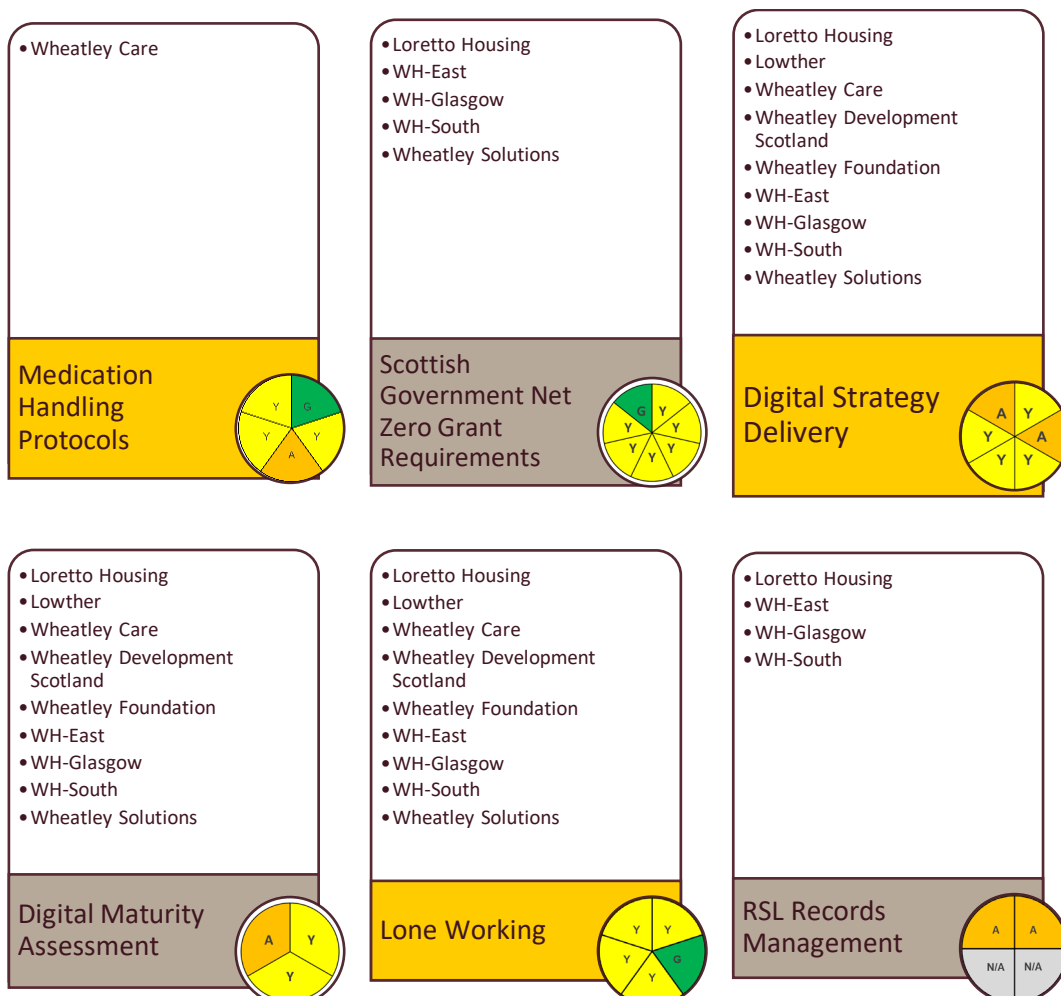 • Wheatley Care
Medication
Handling
Protocols
Y
G
Y
Y
A
• Loretto Housing
• WH-East
• WH-Glasgow
• WH-South
• Wheatley Solutions
Scottish
Government Net
Zero Grant
Requirements
G
Y
Y
Y
Y
Y
Y
• Loretto Housing
• Lowther
• Wheatley Care
• Wheatley Development
Scotland
• Wheatley Foundation
• WH-East
• WH-Glasgow
• WH-South
• Wheatley Solutions
Digital Strategy
Delivery
A
Y
Y
A
Y
Y
• Loretto Housing
• Lowther
• Wheatley Care
• Wheatley Development
Scotland
• Wheatley Foundation
• WH-East
• WH-Glasgow
• WH-South
• Wheatley Solutions
Digital Maturity
Assessment
A
Y
Y
• Loretto Housing
• Lowther
• Wheatley Care
• Wheatley Development
Scotland
• Wheatley Foundation
• WH-East
• WH-Glasgow
• WH-South
• Wheatley Solutions
Lone Working
Y
Y
Y
G
Y
• Loretto Housing
• WH-East
• WH-Glasgow
• WH-South
RSL Records
Management
A
A
N/A
N/A